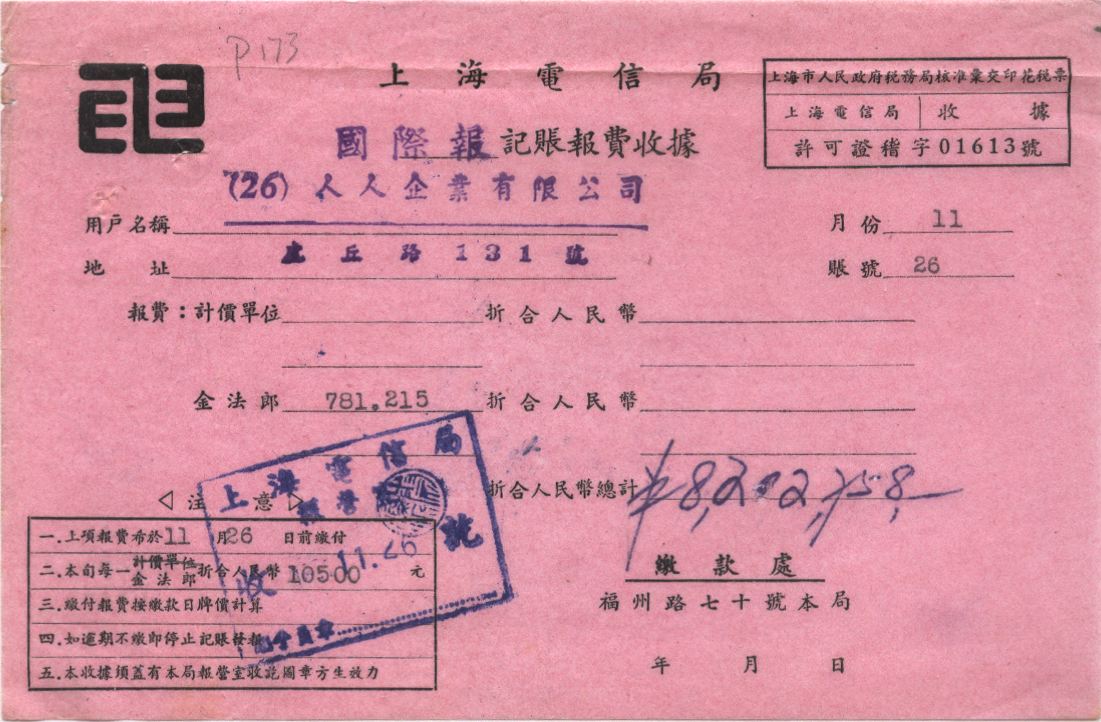 P173
上海電信局
上海市人民政府稅務局核准彙交印花稅票
上海電信局 收據
許可證稽字01613號
國際報記賬報費收據
(26) 人人企業有限公司
用戶名稱
月份 11
地址 虎丘路131號
賬號 26
報費：計價單位 折合人民幣
金法郎 781.215 折合人民幣
折合人民幣總計 8,202,758
◁注意▷
一.上項報費希於11月26日前繳付
二.本旬每一計價單位金法郎折合人民幣10500元
三.繳付報費按繳款日牌價計算
四.如逾期不繳即停止記賬發報
五.本收據須蓋有本局報營室收訖圖章方生效力
上海電信局
報營
11.26
收訖
員章
繳款處
福州路七十號本局
年月日